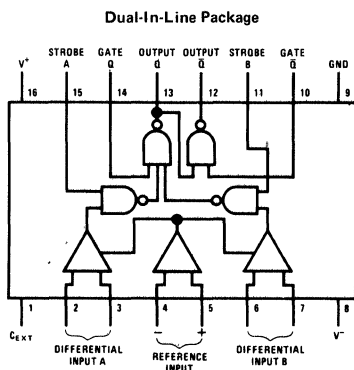 Dual-In-Line Package
STROBE GATE OUTPUT OUTPUT STROBE GATE
V+ A Q Q Q̅ B Q̅ GND
16 15 14 13 12 11 10 9
1 2 3 4 5 6 7 8
− +
CEXT DIFFERENTIAL REFERENCE DIFFERENTIAL V−
INPUT A INPUT INPUT B